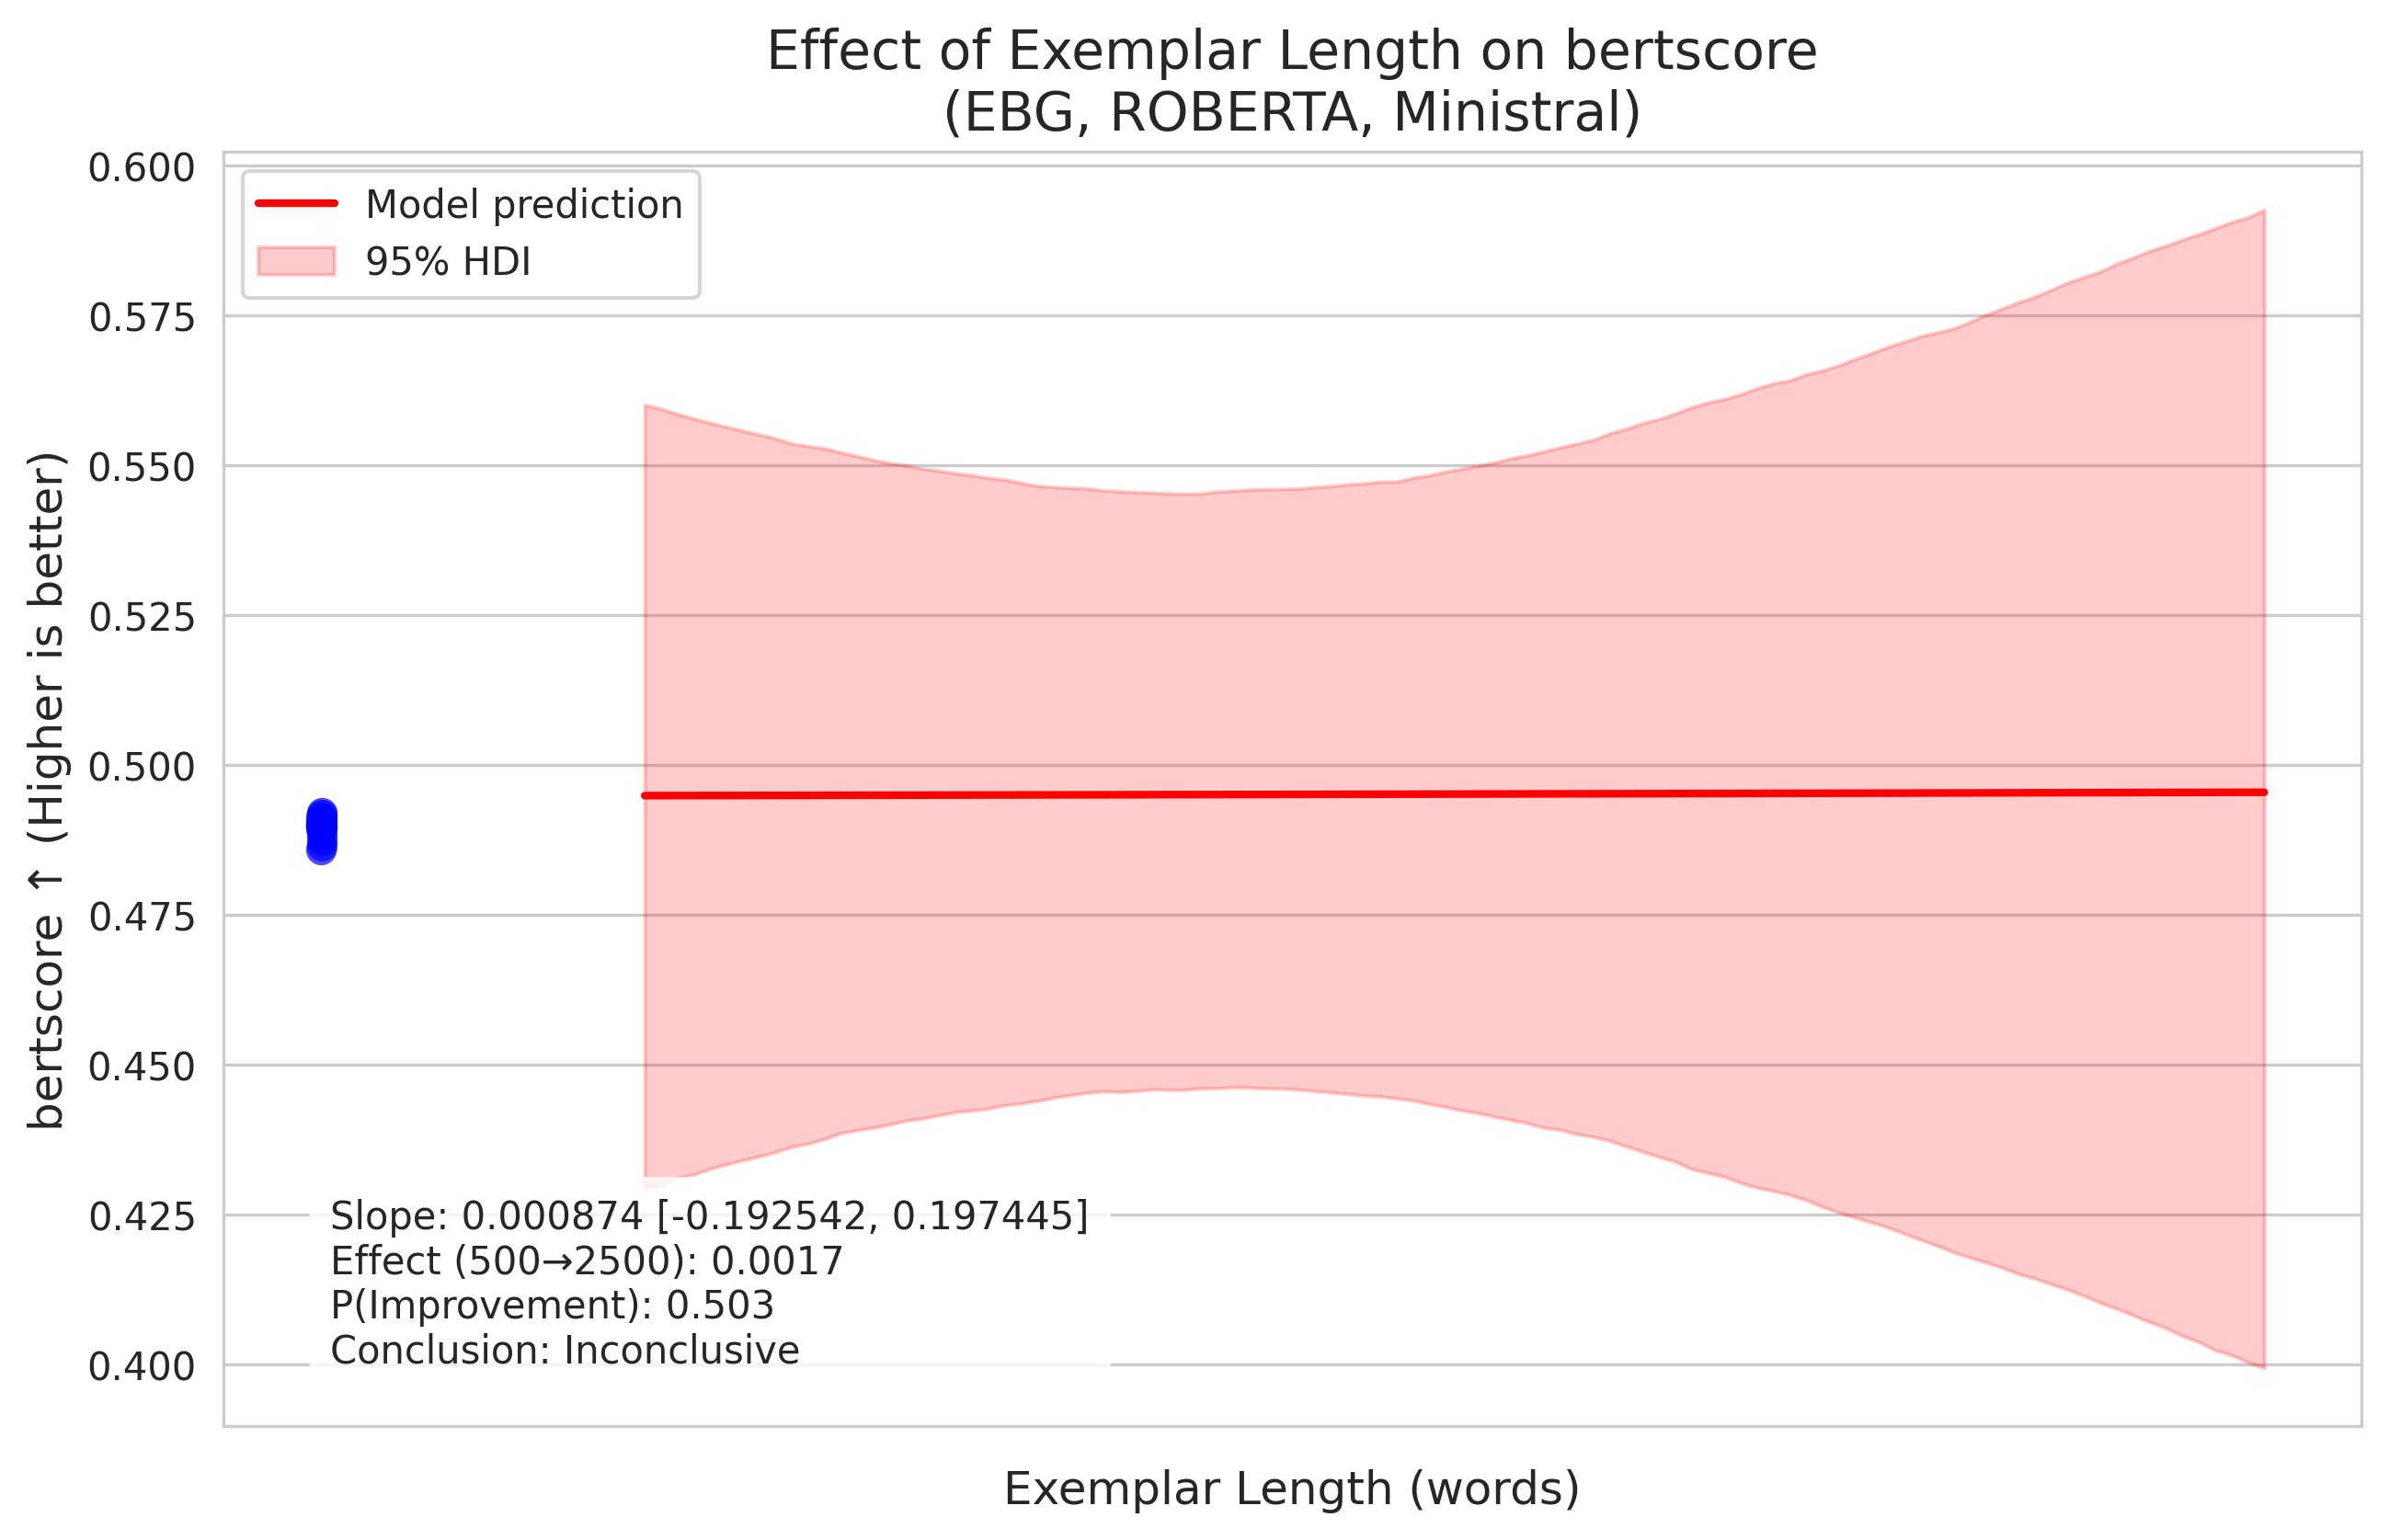 Effect of Exemplar Length on bertscore
(EBG, ROBERTA, Ministral)
0.600
0.575
0.550
0.525
0.500
0.475
0.450
0.425
0.400
bertscore ↑ (Higher is better)
Model prediction
95% HDI
Slope: 0.000874 [-0.192542, 0.197445]
Effect (500→2500): 0.0017
P(Improvement): 0.503
Conclusion: Inconclusive
Exemplar Length (words)